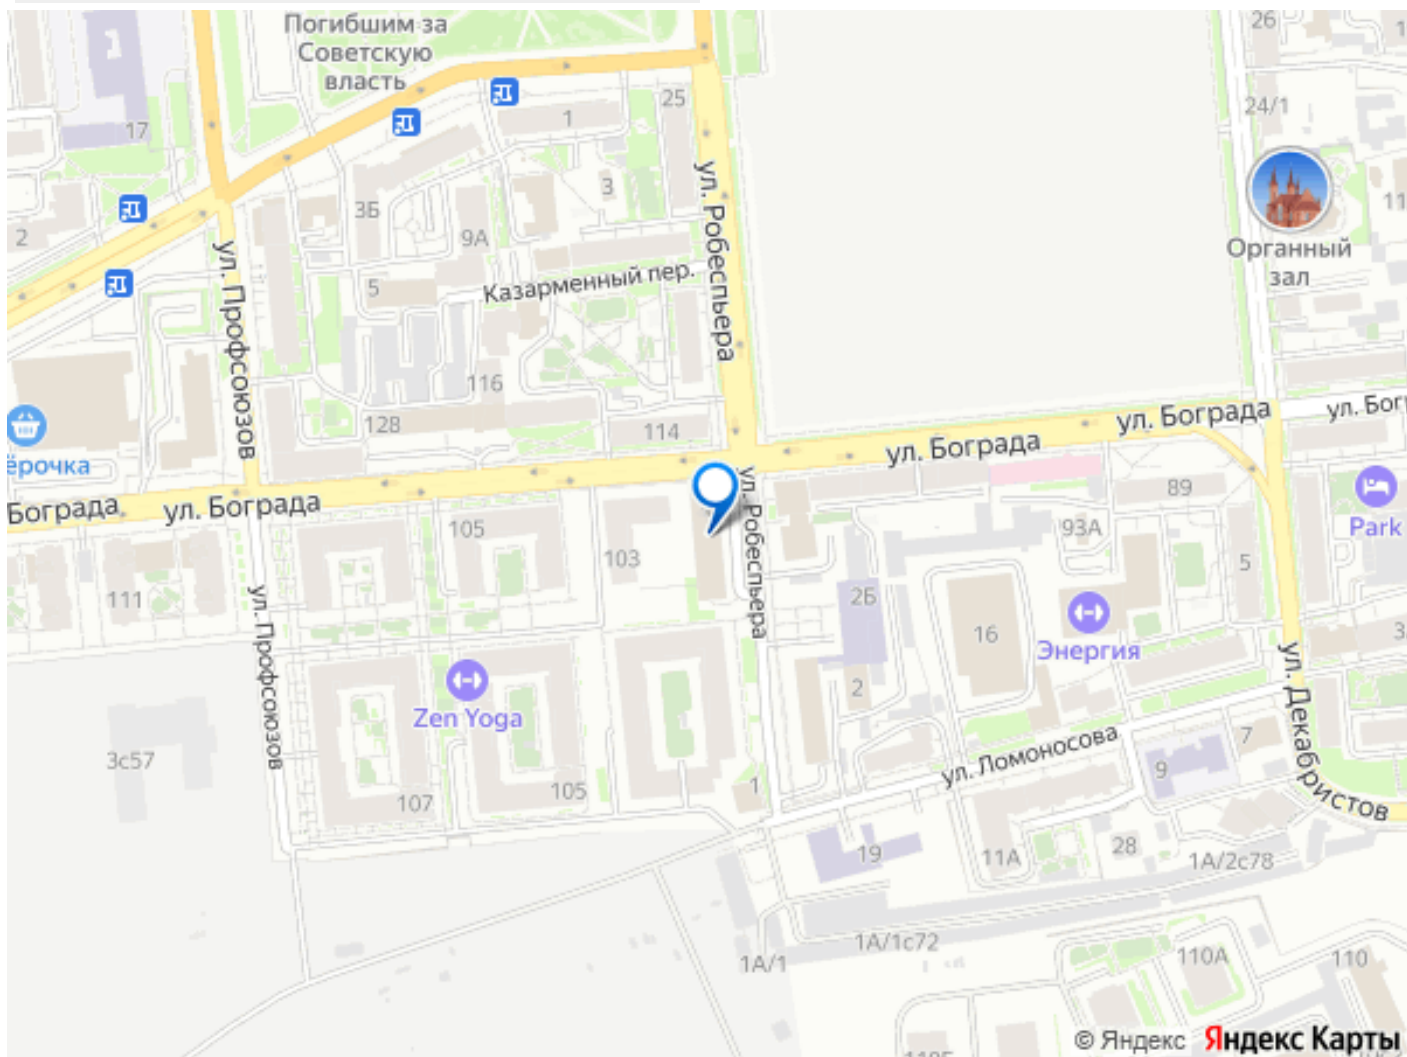 Погибшим за
Советскую
власть
26
1
24/1
17
25
1
3
3Б
9А
2
5
ул. Робеспьера
Казарменный пер.
ул. Профсоюзов
Органный
зал
11
116
128
114
ёрочка
ул. Бограда
ул. Бограда
ул. Бог
Бограда
ул. Бограда
ул. Робеспьера
105
103
89
93А
Park
5
111
2Б
16
Энергия
3
ул. Профсоюзов
Zen Yoga
2
ул. Декабристов
3с57
ул. Ломоносова
7
9
107
105
1
19
11А
28
1А/2с78
1А/1с72
1А/1
110А
110
© Яндекс Яндекс Карты